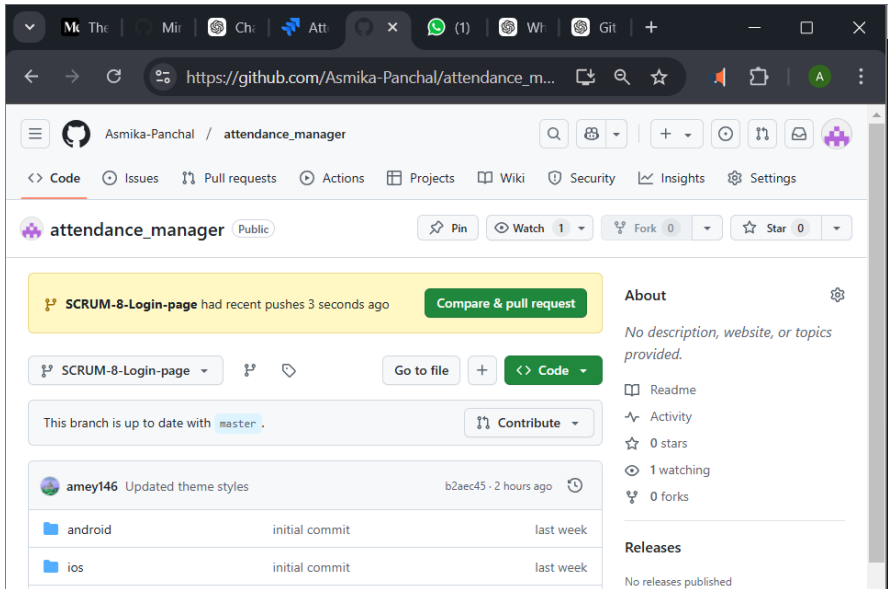 The
Mir
Cha
Att
(1)
Wh
Git
https://github.com/Asmika-Panchal/attendance_m...
A
Asmika-Panchal / attendance_manager
Code Issues Pull requests Actions Projects Wiki Security Insights Settings
attendance_manager Public Pin Watch 1 Fork 0 Star 0
SCRUM-8-Login-page had recent pushes 3 seconds ago Compare & pull request
SCRUM-8-Login-page Go to file Code
This branch is up to date with master . Contribute
amey146 Updated theme styles b2aec45 · 2 hours ago
android initial commit last week
ios initial commit last week
About
No description, website, or topics
provided.
Readme
Activity
0 stars
1 watching
0 forks
Releases
No releases published